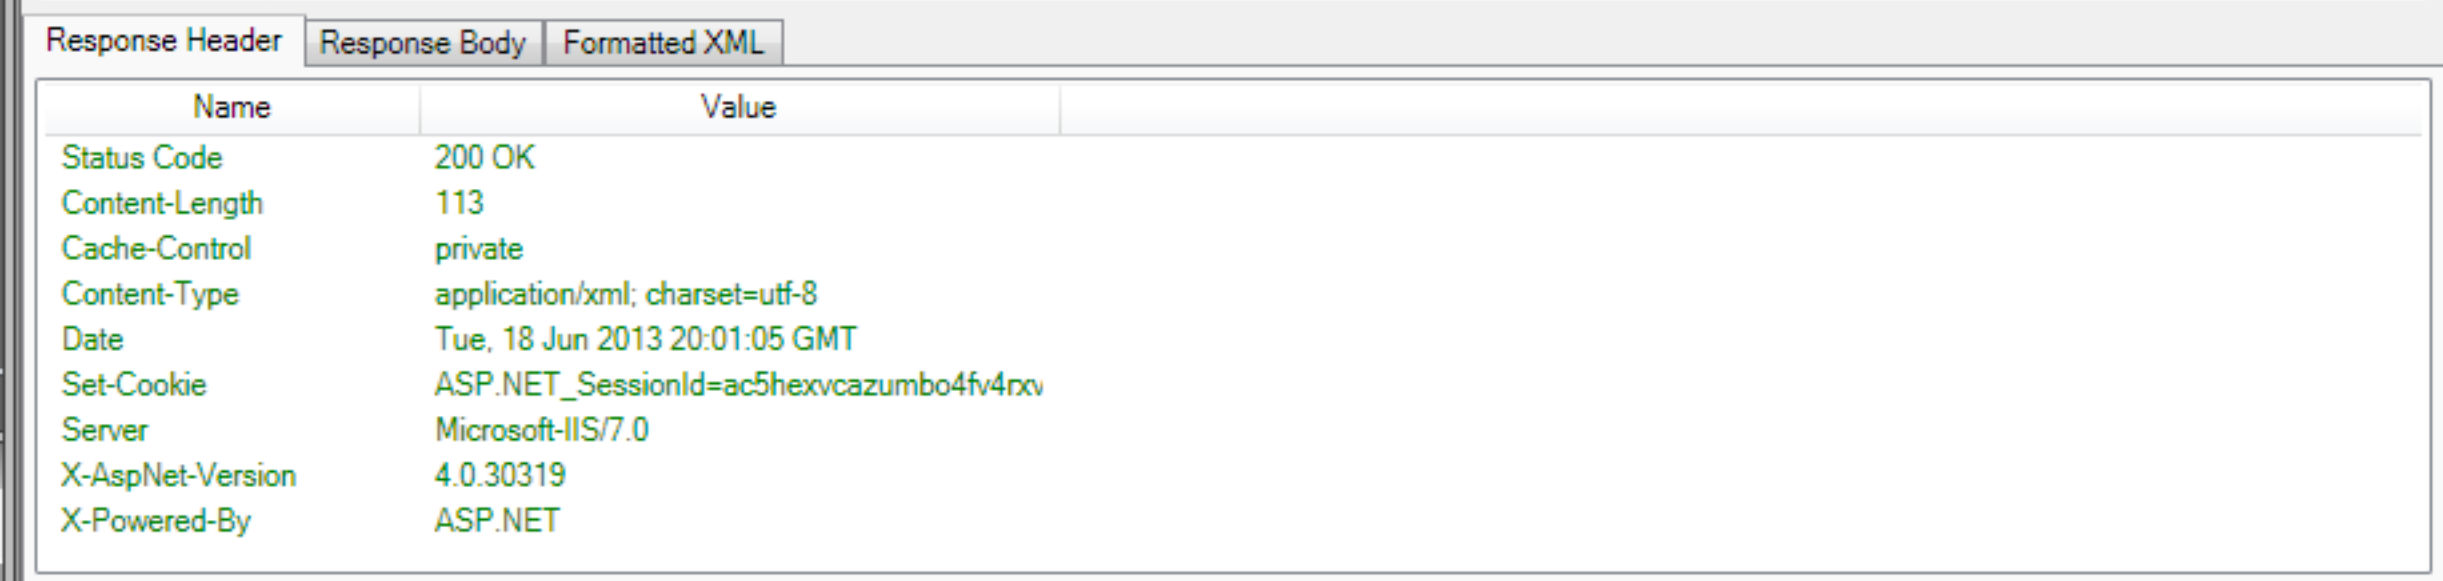 Response Header Response Body Formatted XML
Name Value
Status Code 200 OK
Content-Length 113
Cache-Control private
Content-Type application/xml; charset=utf-8
Date Tue, 18 Jun 2013 20:01:05 GMT
Set-Cookie ASP.NET_SessionId=ac5hexvcazumbo4fv4rxv
Server Microsoft-IIS/7.0
X-AspNet-Version 4.0.30319
X-Powered-By ASP.NET